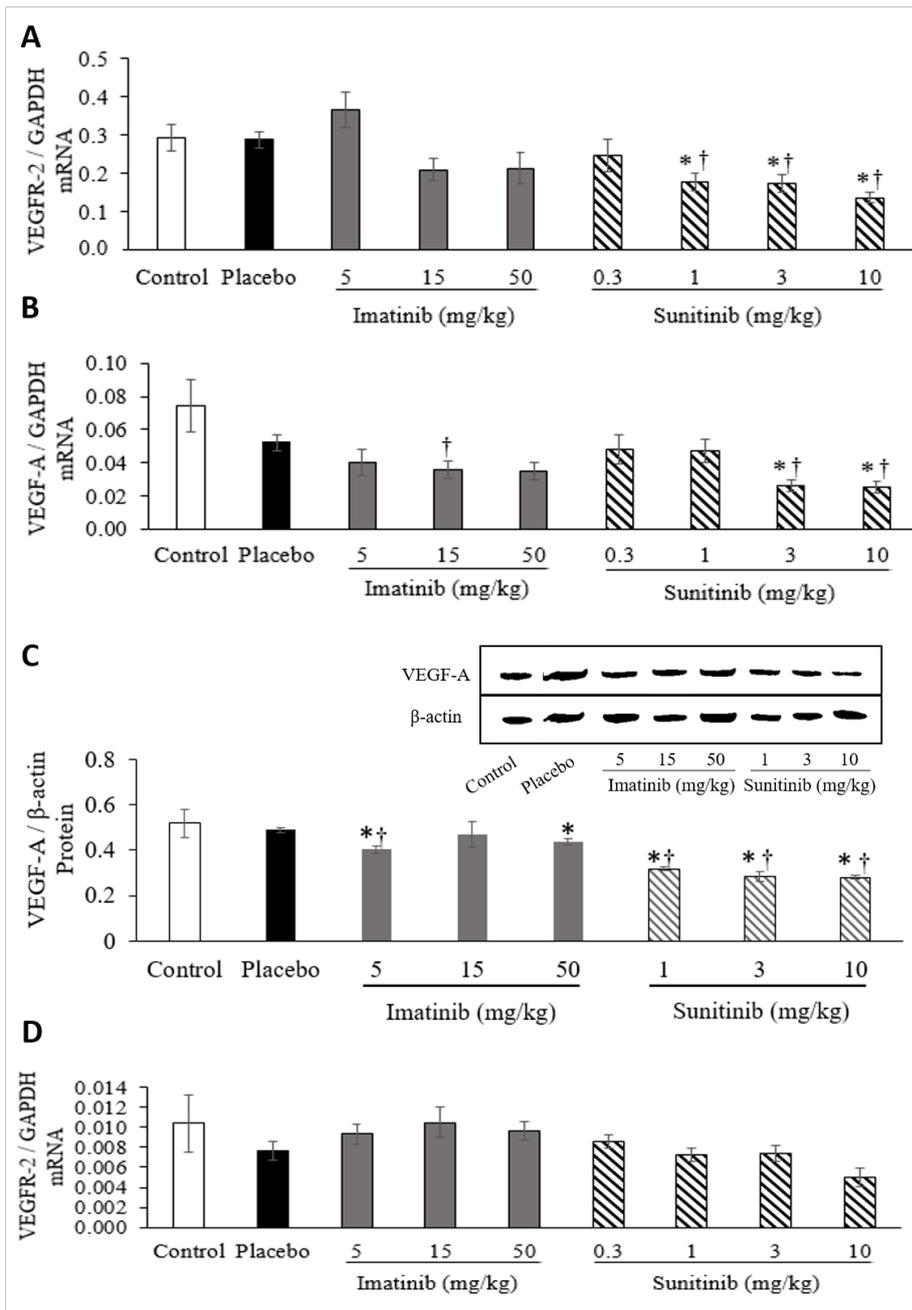 A
VEGFR-2 / GAPDH
mRNA
0.5
0.4
0.3
0.2
0.1
0.0
* †
* †
* †
Control Placebo 5 15 50 0.3 1 3 10
Imatinib (mg/kg) Sunitinib (mg/kg)
B
VEGF-A / GAPDH
mRNA
0.10
0.08
0.06
0.04
0.02
0.00
†
* †
* †
Control Placebo 5 15 50 0.3 1 3 10
Imatinib (mg/kg) Sunitinib (mg/kg)
C
VEGF-A
β-actin
Control Placebo 5 15 50 1 3 10
Imatinib (mg/kg) Sunitinib (mg/kg)
VEGF-A / β-actin
Protein
0.8
0.6
0.4
0.2
0
* †
*
* †
* †
* †
Control Placebo 5 15 50 1 3 10
Imatinib (mg/kg) Sunitinib (mg/kg)
D
VEGFR-2 / GAPDH
mRNA
0.014
0.012
0.010
0.008
0.006
0.004
0.002
0.000
Control Placebo 5 15 50 0.3 1 3 10
Imatinib (mg/kg) Sunitinib (mg/kg)